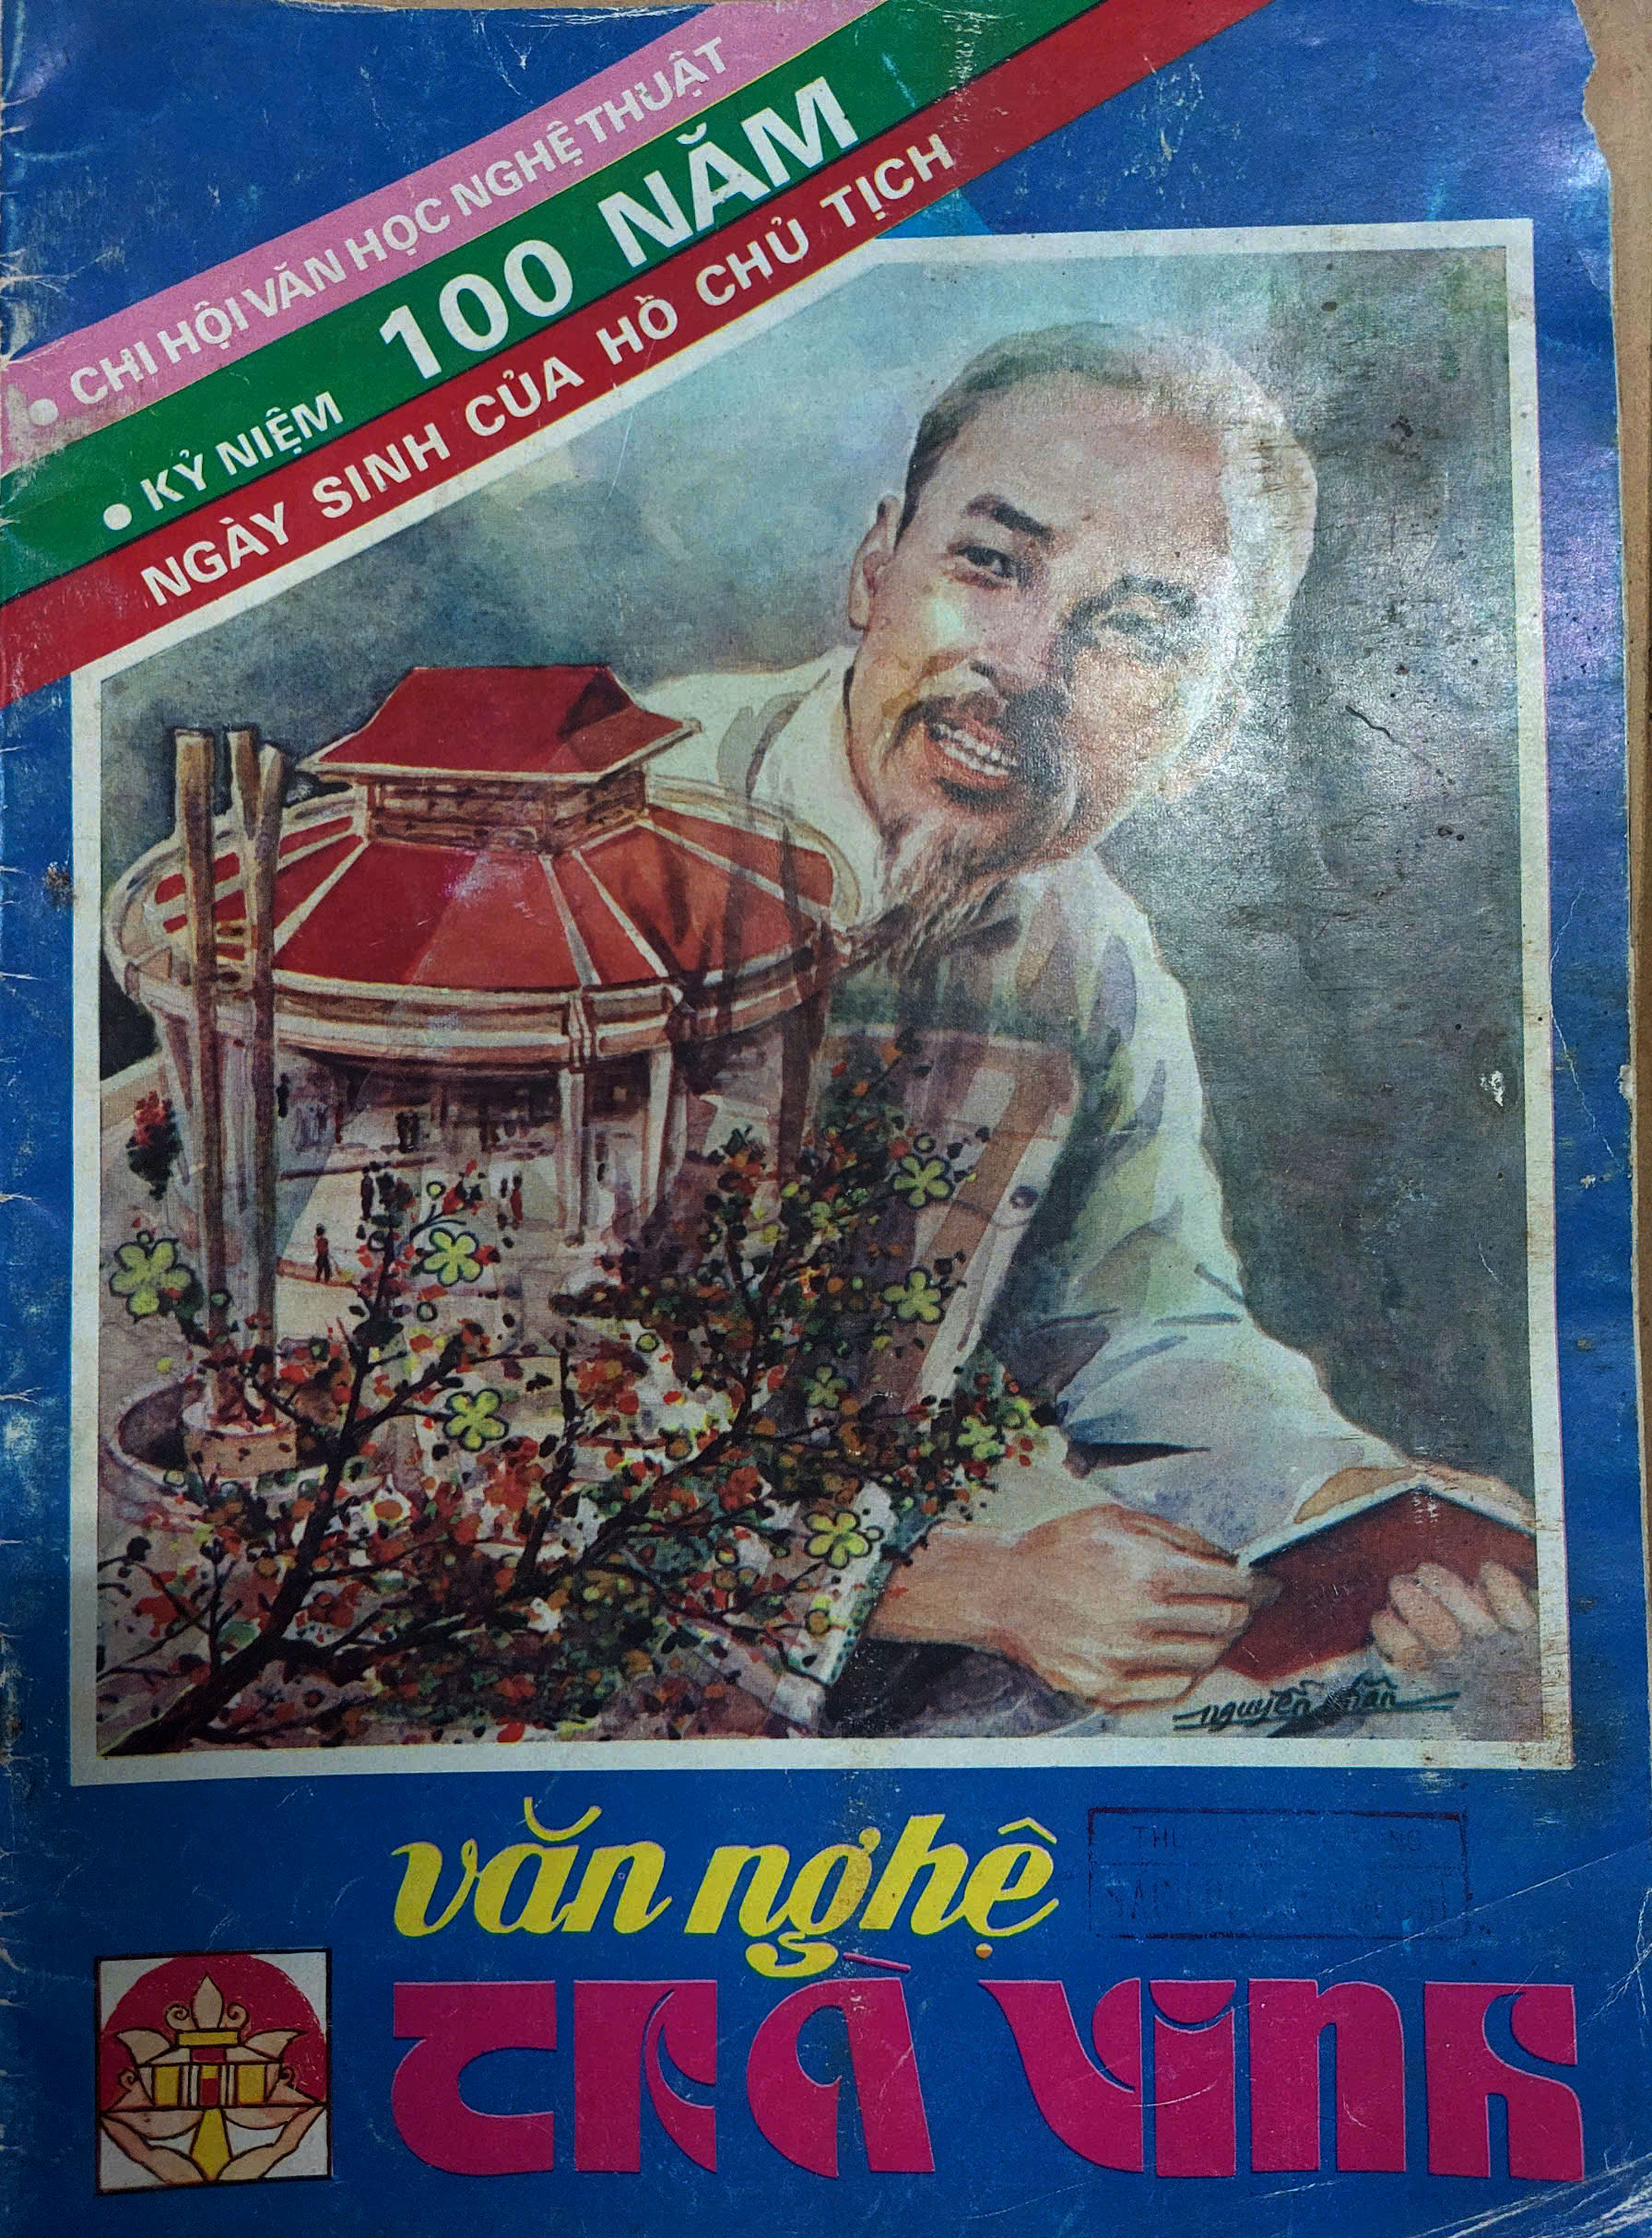 • CHI HỘI VĂN HỌC NGHỆ THUẬT
• KỶ NIỆM 100 NĂM
NGÀY SINH CỦA HỒ CHỦ TỊCH
nguyễn
văn nghệ
TRÀ VINH